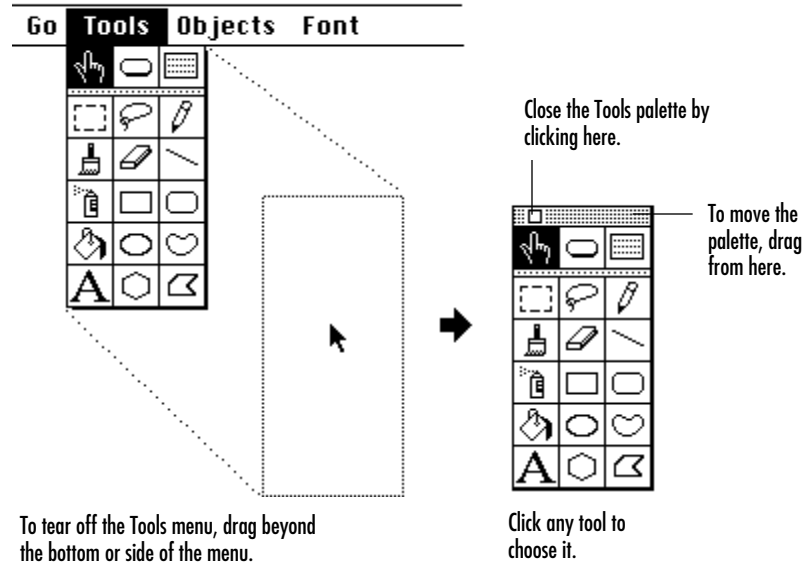 Go Tools Objects Font
Close the Tools palette by
clicking here.
To move the
palette, drag
from here.
A
A
To tear off the Tools menu, drag beyond
the bottom or side of the menu.
Click any tool to
choose it.